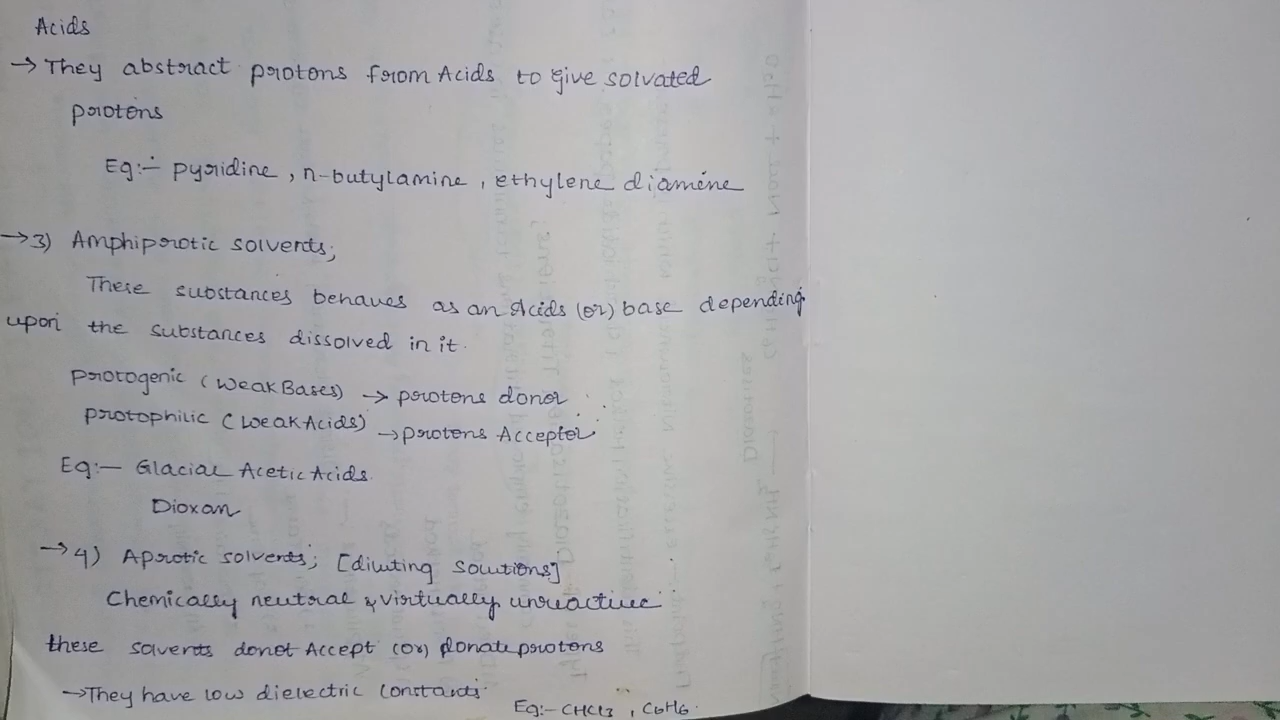 Acids
→ They abstract protons from Acids to give solvated
protons
Eg:- pyridine, n-butylamine, ethylene diamine
→ 3) Amphiprotic solvents;
These substances behaves as an Acids (or) base depending
upon the substances dissolved in it.
protogenic (Weak Bases) → protons donor
protophilic (Weak Acids) → protons Acceptor
Eg:- Glacial Acetic Acids.
Dioxan
→ 4) Aprotic solvents; [diluting solutions]
Chemically neutral & virtually unreactive
these solvents donot Accept (or) donate protons
→ They have low dielectric constants.
Eg:- CHCl3, C6H6.